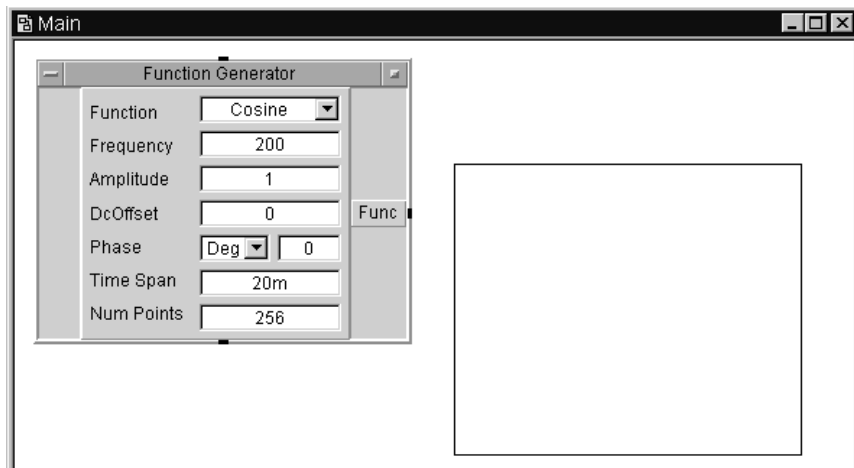 Main
Function Generator
Function Cosine
Frequency 200
Amplitude 1
DcOffset 0
Func
Phase Deg 0
Time Span 20m
Num Points 256